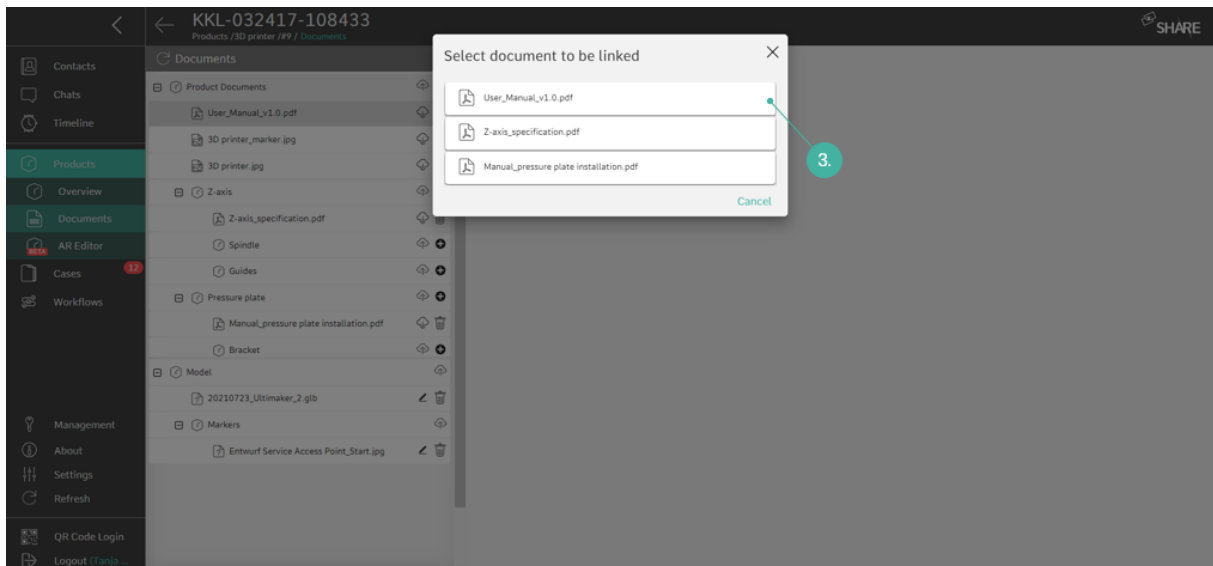 KKL-032417-108433
Products /3D printer /#9 / Documents
SHARE
Contacts
Chats
Timeline
Products
Overview
Documents
BETA
AR Editor
Cases
12
Workflows
Management
About
Settings
Refresh
QR Code Login
Logout (Tanja ...
Documents
Product Documents
User_Manual_v1.0.pdf
3D printer_marker.jpg
3D printer.jpg
Z-axis
Z-axis_specification.pdf
Spindle
Guides
Pressure plate
Manual_pressure plate installation.pdf
Bracket
Model
20210723_Ultimaker_2.glb
Markers
Entwurf Service Access Point_Start.jpg
Select document to be linked
User_Manual_v1.0.pdf
Z-axis_specification.pdf
Manual_pressure plate installation.pdf
Cancel
3.